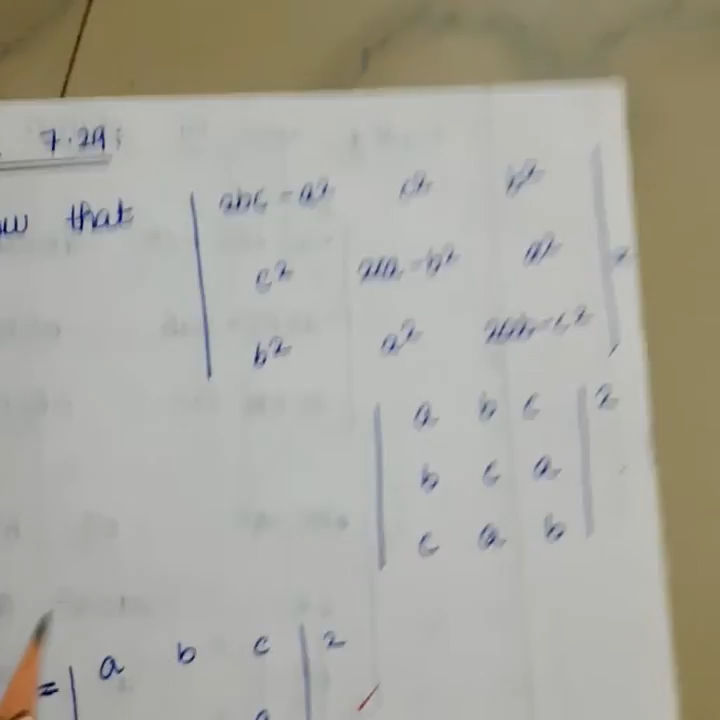 7.29:
that | 2bc - a² c² b² |
c² 2ca - b² a² =
b² a² 2ab - c²
| a b c |²
b c a
c a b
= | a b c |²